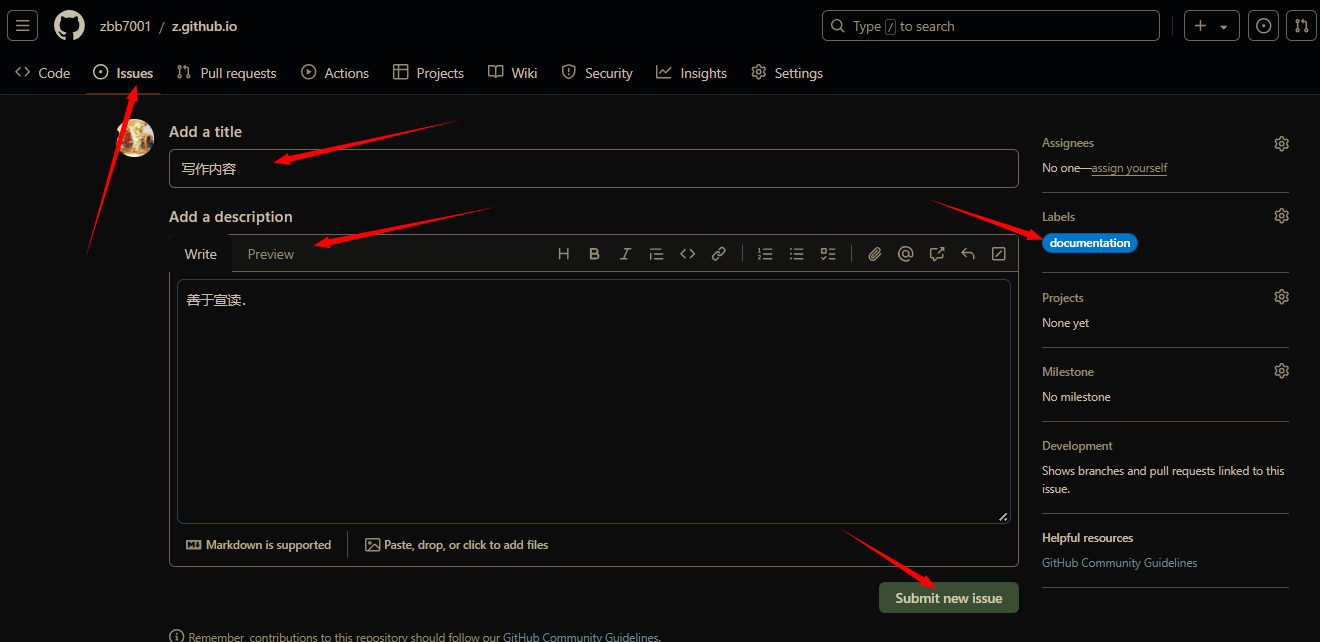 zbb7001 / z.github.io
Type / to search
Code Issues Pull requests Actions Projects Wiki Security Insights Settings
Add a title
写作内容
Add a description
Write Preview
善于宣读.
Markdown is supported
Paste, drop, or click to add files
Submit new issue
Remember, contributions to this repository should follow our GitHub Community Guidelines.
Assignees
No one—assign yourself
Labels
documentation
Projects
None yet
Milestone
No milestone
Development
Shows branches and pull requests linked to this
issue.
Helpful resources
GitHub Community Guidelines